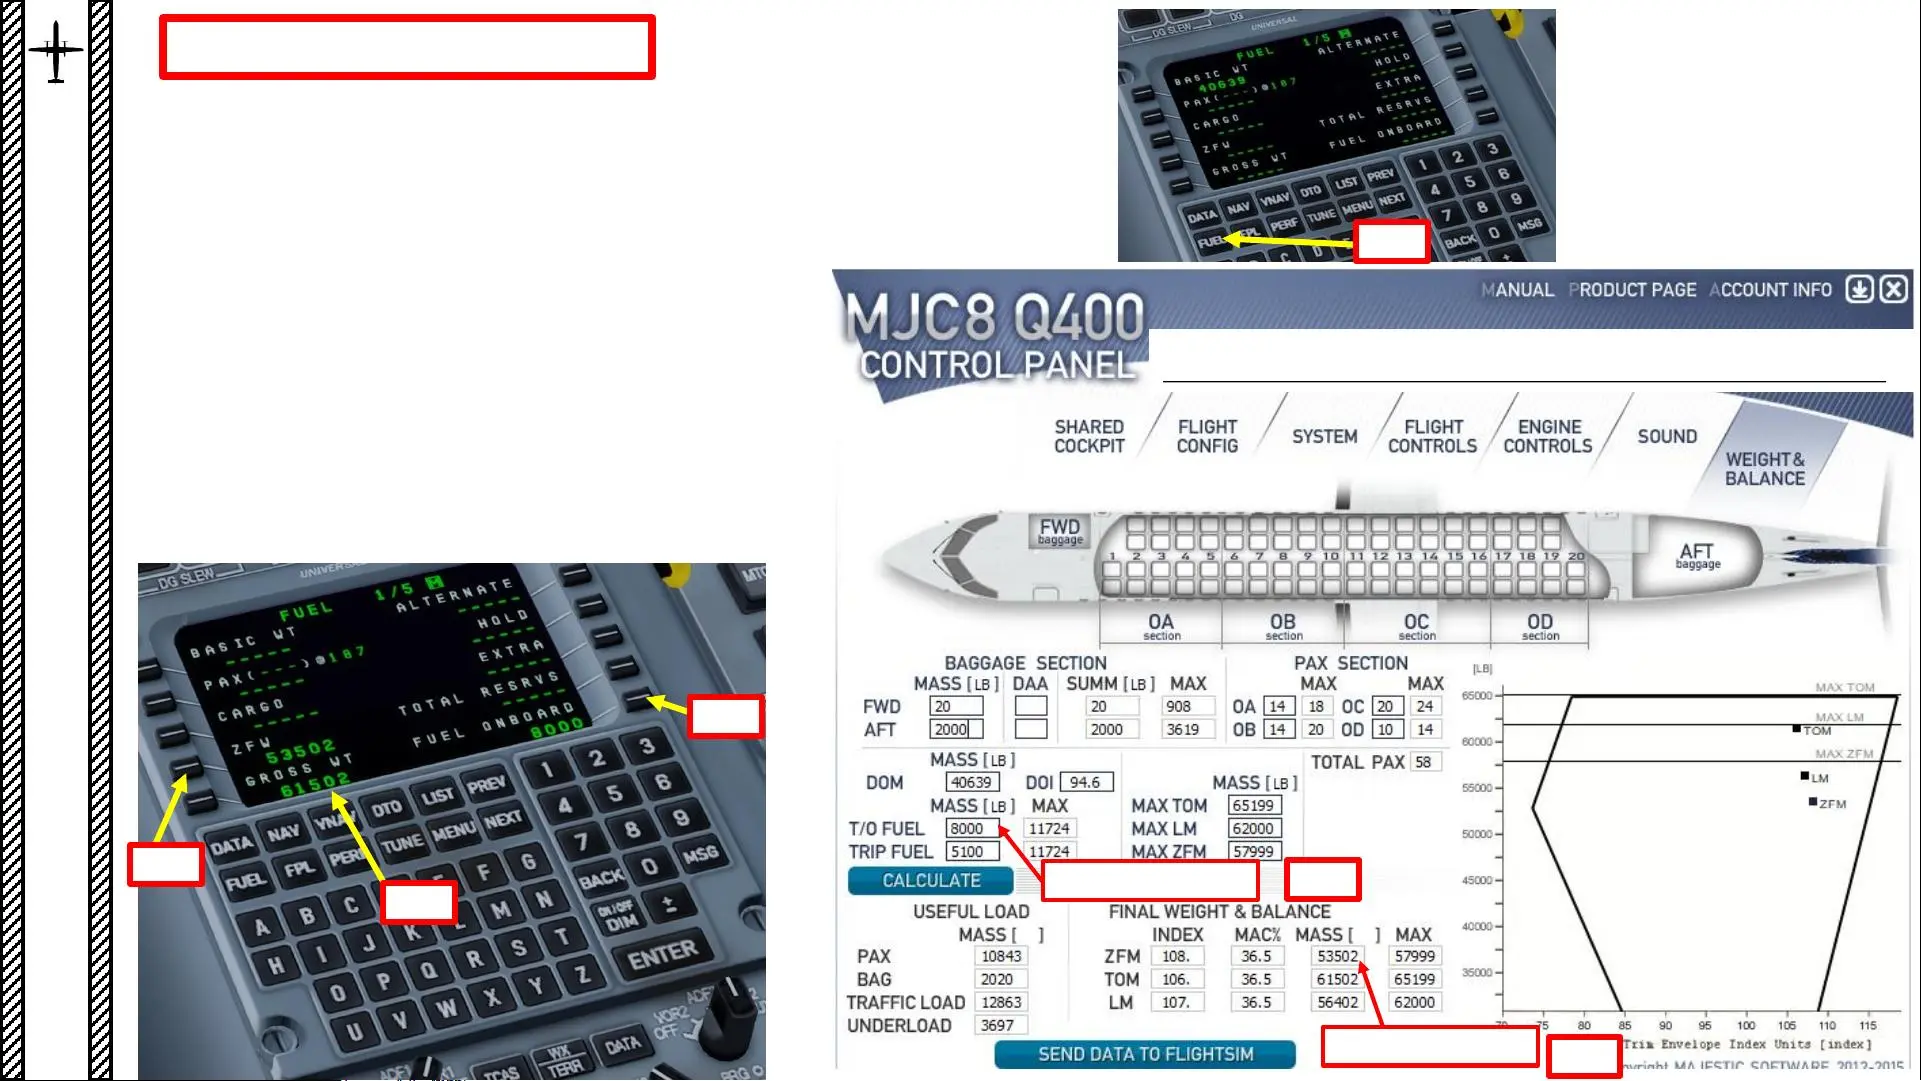 DG SLEW
DG
UNIVERSAL
FUEL 1/5 M
BASIC WT ALTERNATE
40639 -----
PAX(---)@187 HOLD
----- -----
CARGO EXTRA
----- -----
ZFW TOTAL RESRVS
----- -----
GROSS WT FUEL ONBOARD
----- -----
DATA NAV VNAV DTO LIST PREV 1 2 3
FUEL FPL PERF TUNE MENU NEXT 4 5 6
7 8 9
BACK 0 MSG
C D
±
MJC8 Q400
CONTROL PANEL
MANUAL PRODUCT PAGE ACCOUNT INFO
SHARED COCKPIT
FLIGHT CONFIG
SYSTEM
FLIGHT CONTROLS
ENGINE CONTROLS
SOUND
WEIGHT & BALANCE
FWD baggage
1 2 3 4 5 6 7 8 9 10 11 12 13 14 15 16 17 18 19 20
AFT baggage
OA section
OB section
OC section
OD section
BAGGAGE SECTION
MASS [LB] DAA SUMM [LB] MAX
FWD 20 20 908
AFT 2000 2000 3619
PAX SECTION
MAX MAX
OA 14 18 OC 20 24
OB 14 20 OD 10 14
TOTAL PAX 58
MASS [LB]
DOM 40639 DOI 94.6
MASS [LB] MAX
T/O FUEL 8000 11724
TRIP FUEL 5100 11724
MASS [LB]
MAX TOM 65199
MAX LM 62000
MAX ZFM 57999
CALCULATE
USEFUL LOAD
MASS [ ]
PAX 10843
BAG 2020
TRAFFIC LOAD 12863
UNDERLOAD 3697
FINAL WEIGHT & BALANCE
INDEX MAC% MASS [ ] MAX
ZFM 108. 36.5 53502 57999
TOM 106. 36.5 61502 65199
LM 107. 36.5 56402 62000
SEND DATA TO FLIGHTSIM
[LB]
65000
60000
55000
50000
45000
40000
35000
MAX TOM
MAX LM
TOM
MAX ZFM
LM
ZFM
70 75 80 85 90 95 100 105 110 115
Trim Envelope Index Units [index]
pyright MAJESTIC SOFTWARE 2012-2015
DG SLEW
UNIVERSAL
FUEL 1/5 M
BASIC WT ALTERNATE
----- -----
PAX(---)@187 HOLD
----- -----
CARGO EXTRA
----- -----
ZFW TOTAL RESRVS
53502 -----
GROSS WT FUEL ONBOARD
61502 8000
DATA NAV VNAV DTO LIST PREV 1 2 3
FUEL FPL PERF TUNE MENU NEXT 4 5 6
A B C E F G 7 8 9
H I J K L M N BACK 0 MSG
O P Q R S T ON/OFF DIM ±
U V W X Y Z ENTER
VOR2
OFF
TCAS
WX TERR
DATA
BRG